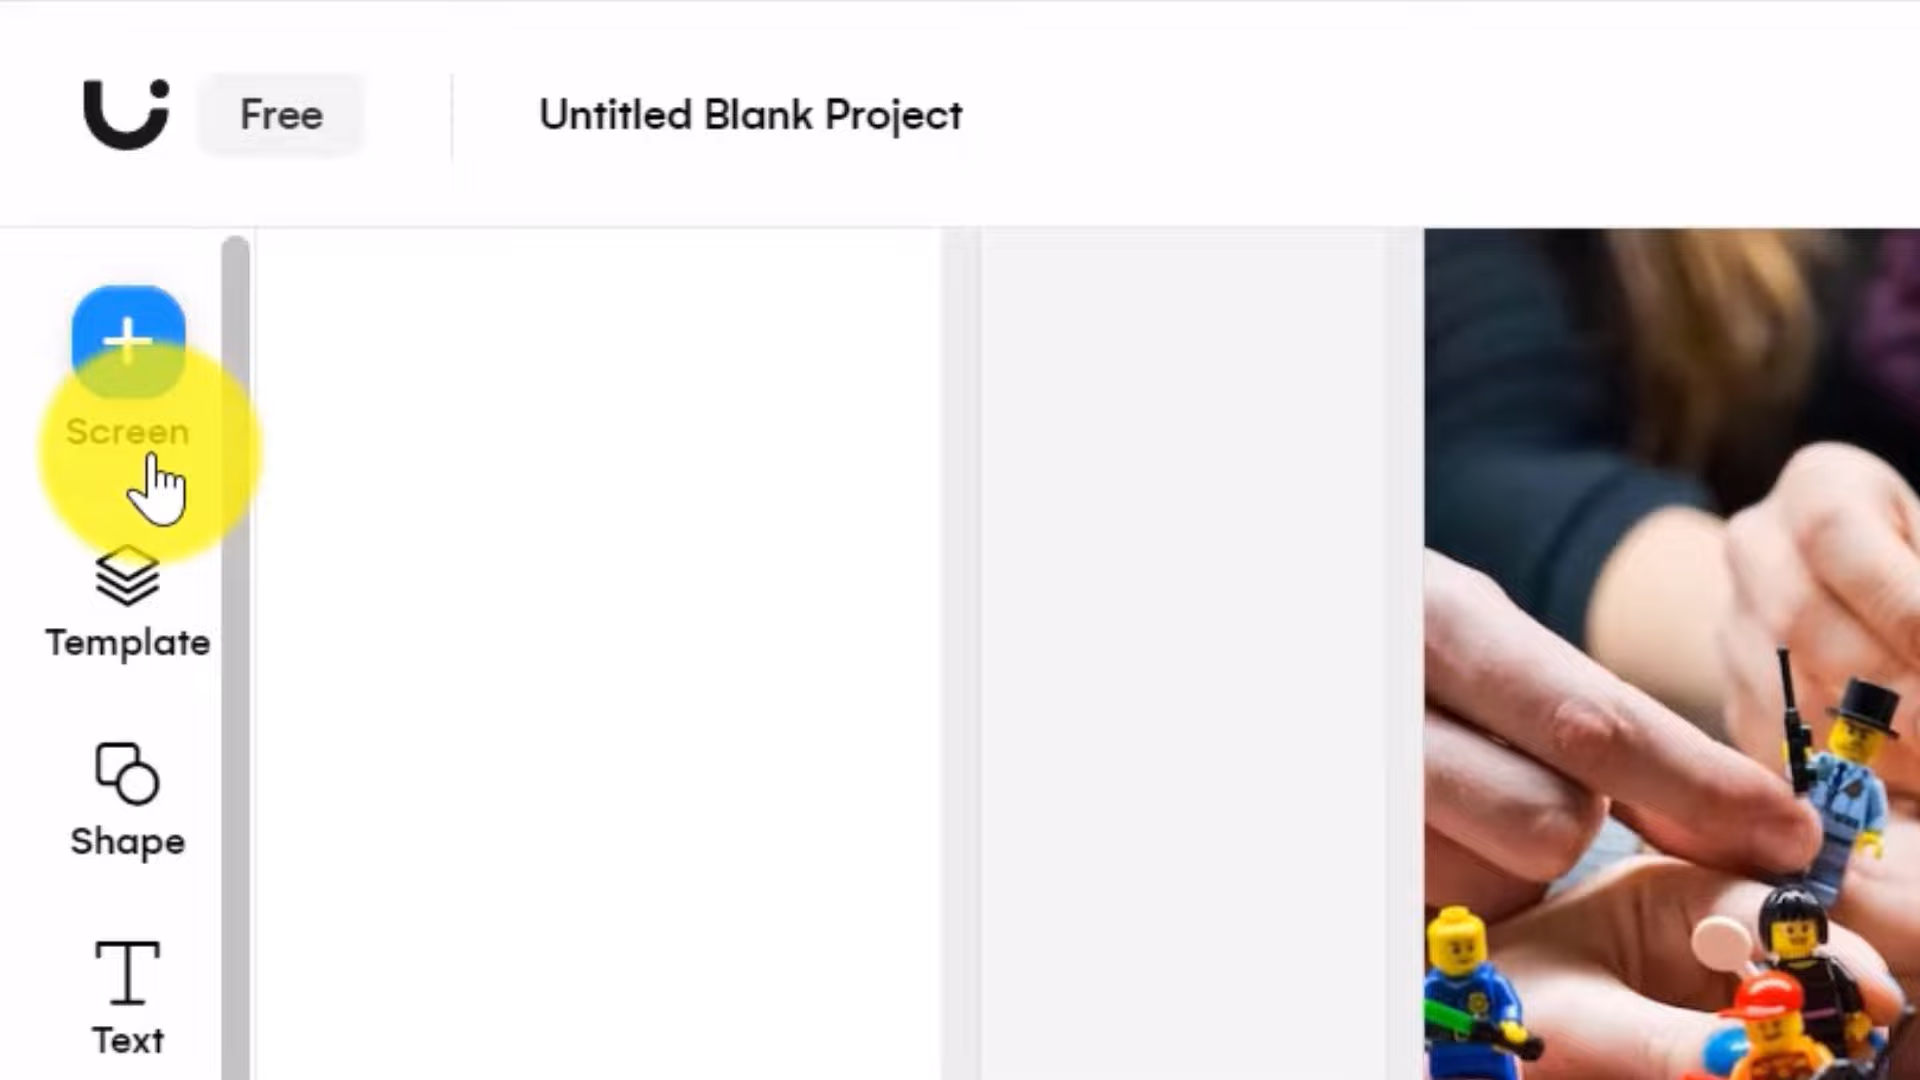 Free
Untitled Blank Project
Screen
Template
Shape
Text